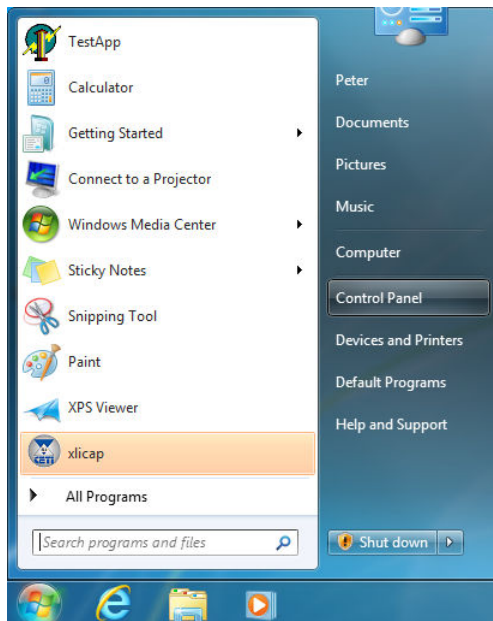 TestApp
Calculator
Getting Started
Connect to a Projector
Windows Media Center
Sticky Notes
Snipping Tool
Paint
XPS Viewer
CETI
xlicap
All Programs
Search programs and files
Peter
Documents
Pictures
Music
Computer
Control Panel
Devices and Printers
Default Programs
Help and Support
Shut down